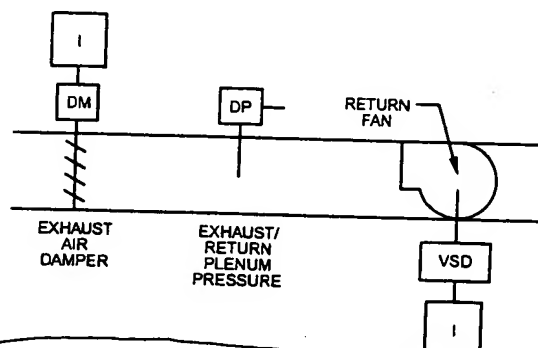 I
DM
DP
RETURN
FAN
EXHAUST
AIR
DAMPER
EXHAUST/
RETURN
PLENUM
PRESSURE
VSD
I